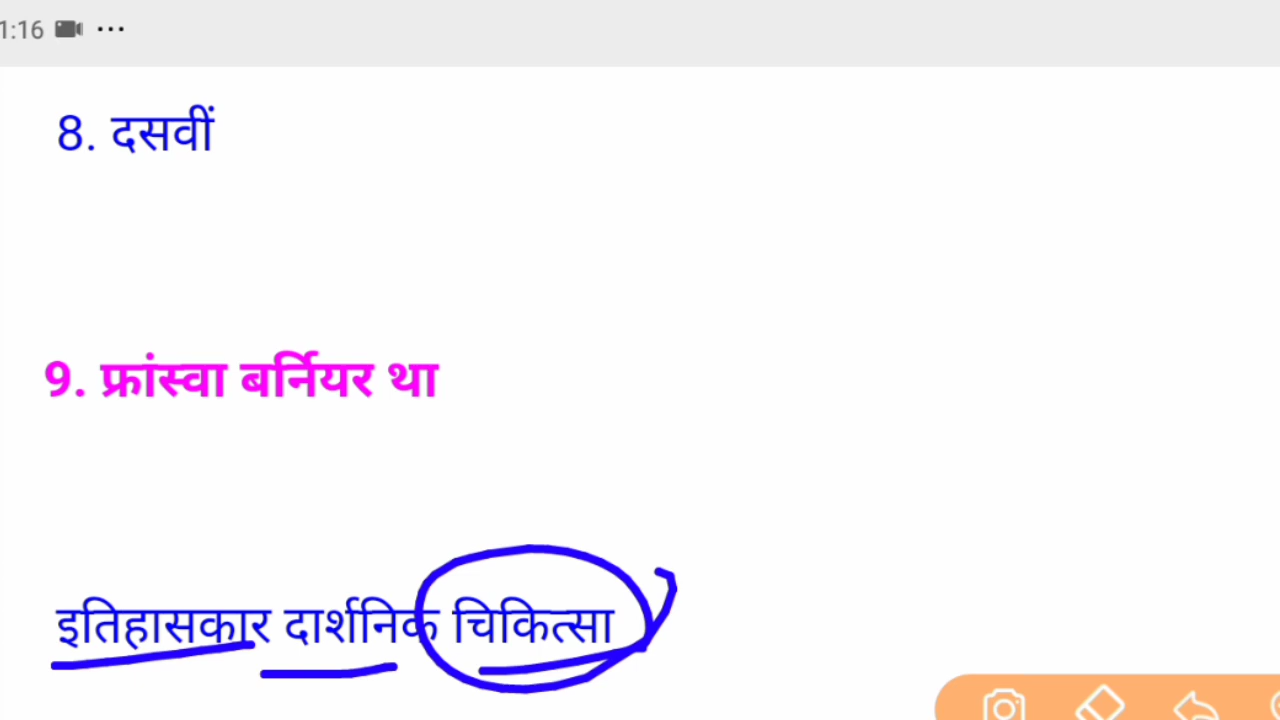 1:16 ...
8. दसवीं
9. फ्रांस्वा बर्नियर था
इतिहासकार दार्शनिक चिकित्सा